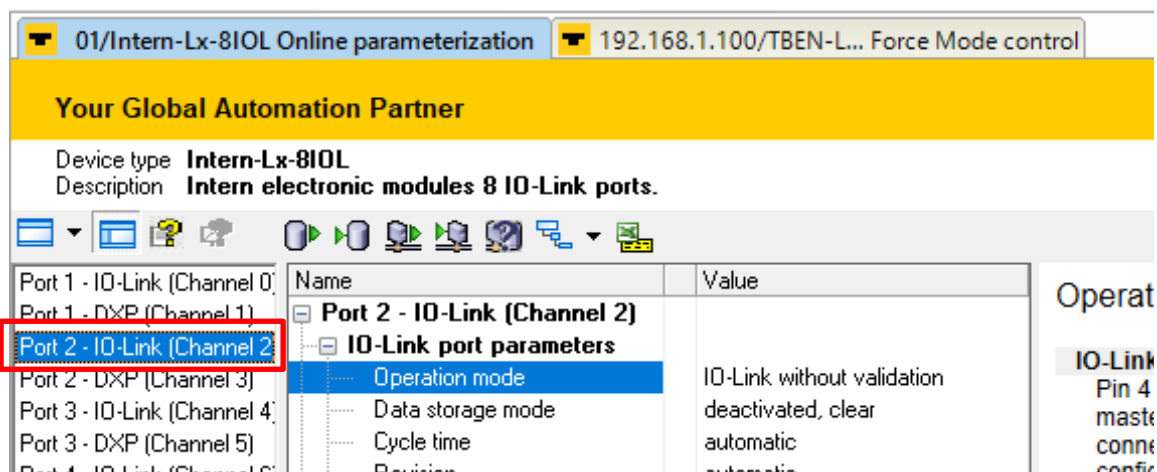 01/Intern-Lx-8IOL Online parameterization 192.168.1.100/TBEN-L... Force Mode control
Your Global Automation Partner
Device type Intern-Lx-8IOL
Description Intern electronic modules 8 IO-Link ports.
Port 1 - IO-Link (Channel 0)
Port 1 - DXP (Channel 1)
Port 2 - IO-Link (Channel 2
Port 2 - DXP (Channel 3)
Port 3 - IO-Link (Channel 4)
Port 3 - DXP (Channel 5)
Name Value
Port 2 - IO-Link (Channel 2)
IO-Link port parameters
Operation mode IO-Link without validation
Data storage mode deactivated, clear
Cycle time automatic
Operat
IO-Link
Pin 4
maste
conne